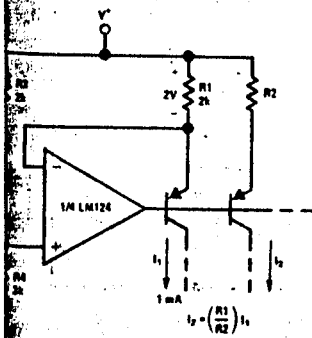 V⁺
R3
2k
+
2V
-
R1
2k
R2
-
1/4 LM124
+
R4
3k
I₁
1 mA
I₂
I₂ = (R1/R2) I₁